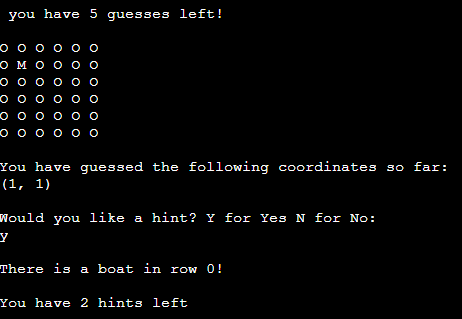 you have 5 guesses left!
O O O O O O
O M O O O O
O O O O O O
O O O O O O
O O O O O O
O O O O O O
You have guessed the following coordinates so far:
(1, 1)
Would you like a hint? Y for Yes N for No:
y
There is a boat in row 0!
You have 2 hints left